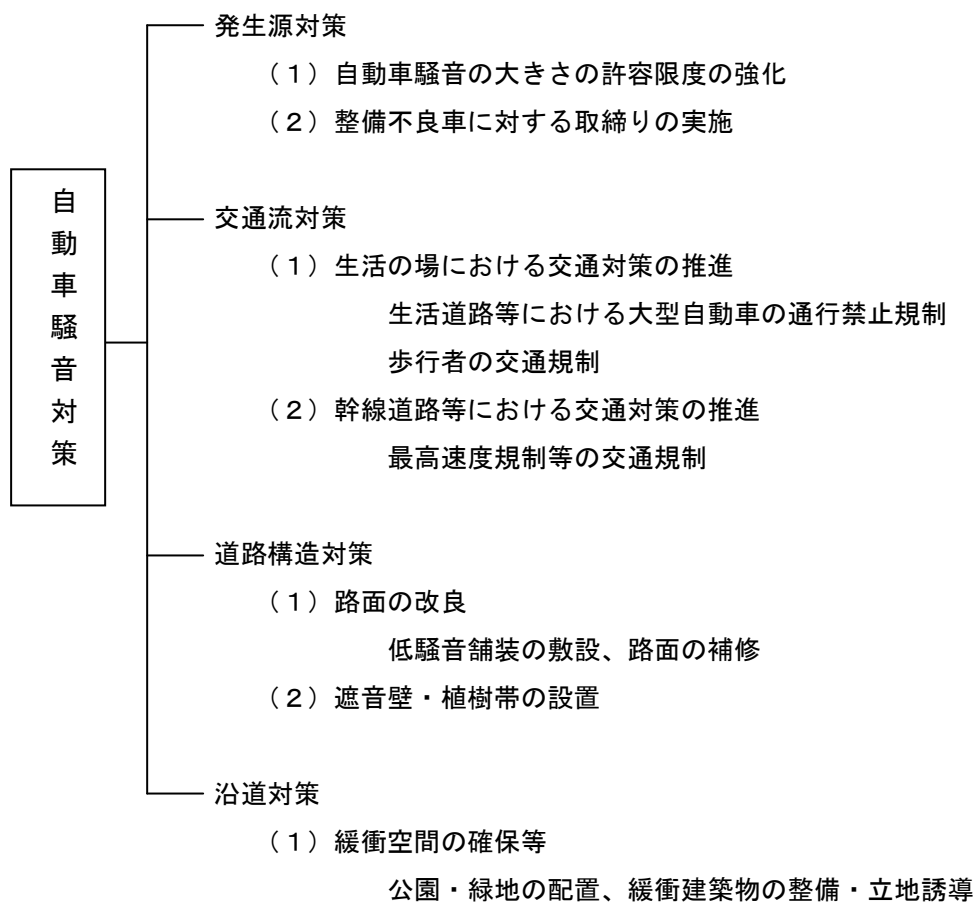 発生源対策
（１）自動車騒音の大きさの許容限度の強化
（２）整備不良車に対する取締りの実施
自動車騒音対策
交通流対策
（１）生活の場における交通対策の推進
生活道路等における大型自動車の通行禁止規制
歩行者の交通規制
（２）幹線道路等における交通対策の推進
最高速度規制等の交通規制
道路構造対策
（１）路面の改良
低騒音舗装の敷設、路面の補修
（２）遮音壁・植樹帯の設置
沿道対策
（１）緩衝空間の確保等
公園・緑地の配置、緩衝建築物の整備・立地誘導